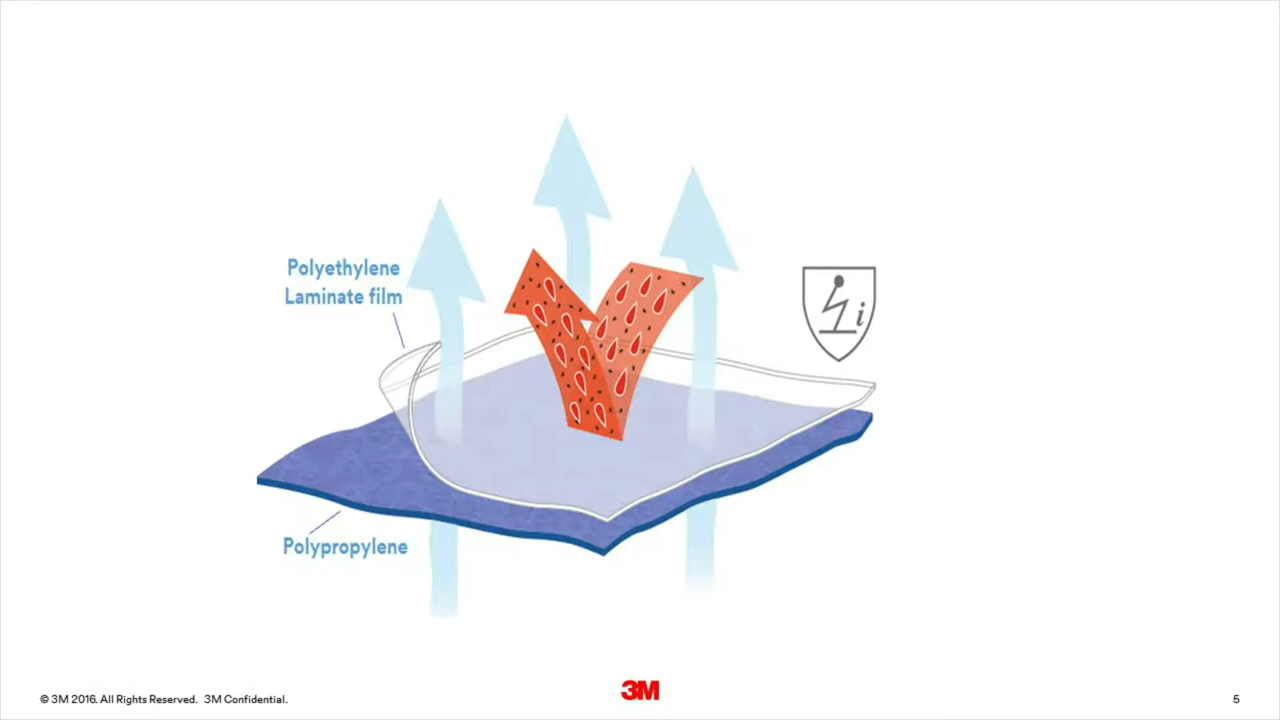 Polyethylene
Laminate film
i
Polypropylene
© 3M 2016. All Rights Reserved. 3M Confidential.
3M
5